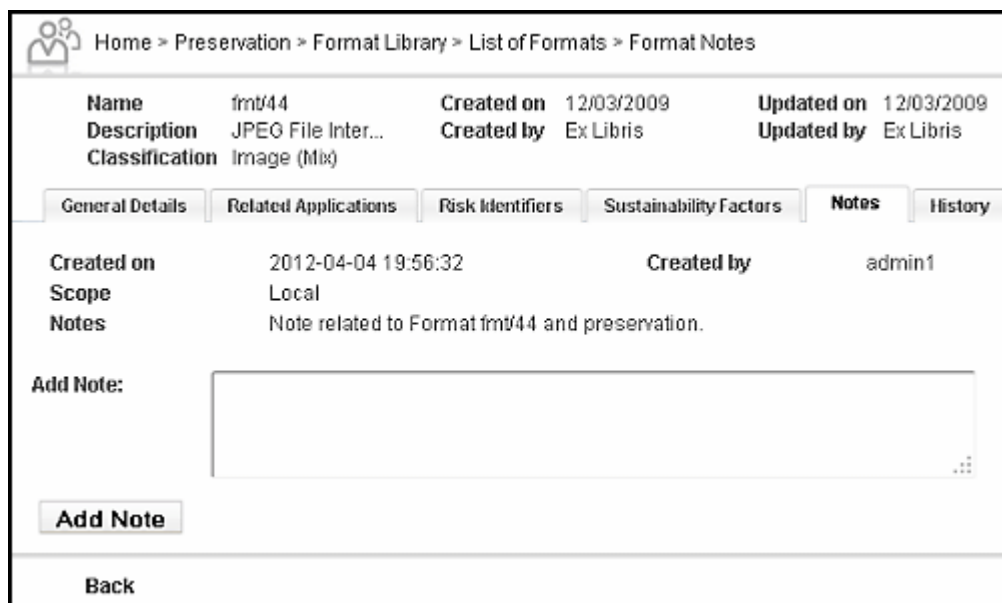 Home > Preservation > Format Library > List of Formats > Format Notes
Name fmt/44 Created on 12/03/2009 Updated on 12/03/2009
Description JPEG File Inter... Created by Ex Libris Updated by Ex Libris
Classification Image (Mix)
General Details Related Applications Risk Identifiers Sustainability Factors Notes History
Created on 2012-04-04 19:56:32 Created by admin1
Scope Local
Notes Note related to Format fmt/44 and preservation.
Add Note:
Add Note
Back